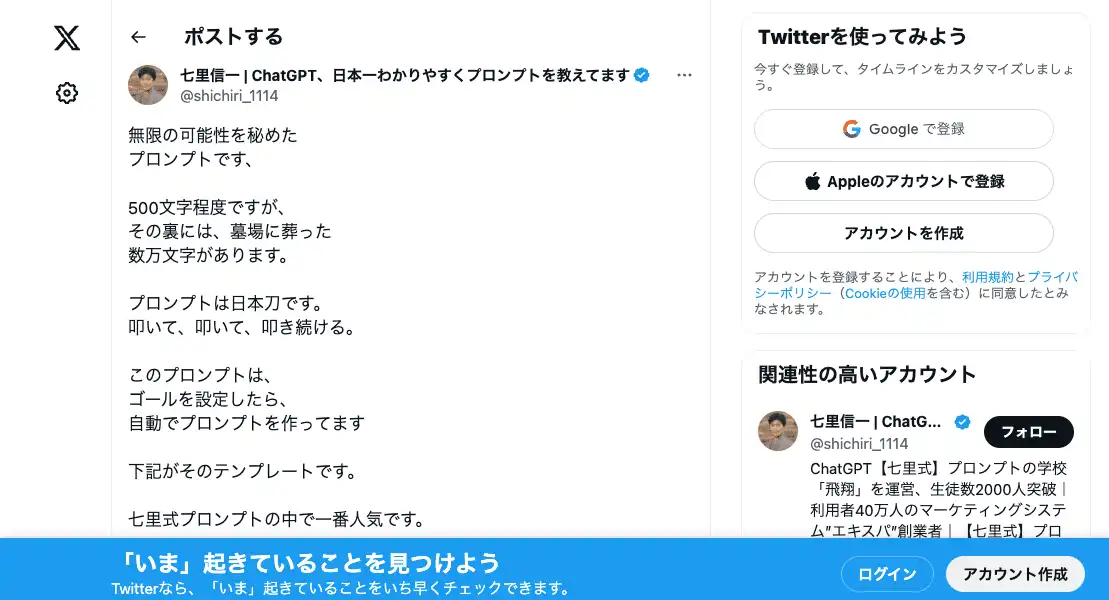 ポストする
七里信一 | ChatGPT、日本一わかりやすくプロンプトを教えてます
@shichiri_1114
無限の可能性を秘めた
プロンプトです、
500文字程度ですが、
その裏には、墓場に葬った
数万文字があります。
プロンプトは日本刀です。
叩いて、叩いて、叩き続ける。
このプロンプトは、
ゴールを設定したら、
自動でプロンプトを作ってます
下記がそのテンプレートです。
七里式プロンプトの中で一番人気です。
Twitterを使ってみよう
今すぐ登録して、タイムラインをカスタマイズしましょ
う。
Google で登録
Appleのアカウントで登録
アカウントを作成
アカウントを登録することにより、利用規約とプライバ
シーポリシー（Cookieの使用を含む）に同意したとみ
なされます。
関連性の高いアカウント
七里信一 | ChatG...
@shichiri_1114
フォロー
ChatGPT【七里式】プロンプトの学校
「飛翔」を運営、生徒数2000人突破｜
利用者40万人のマーケティングシステ
ム”エキスパ”創業者｜【七里式】プロ
「いま」起きていることを見つけよう
Twitterなら、「いま」起きていることをいち早くチェックできます。
ログイン
アカウント作成